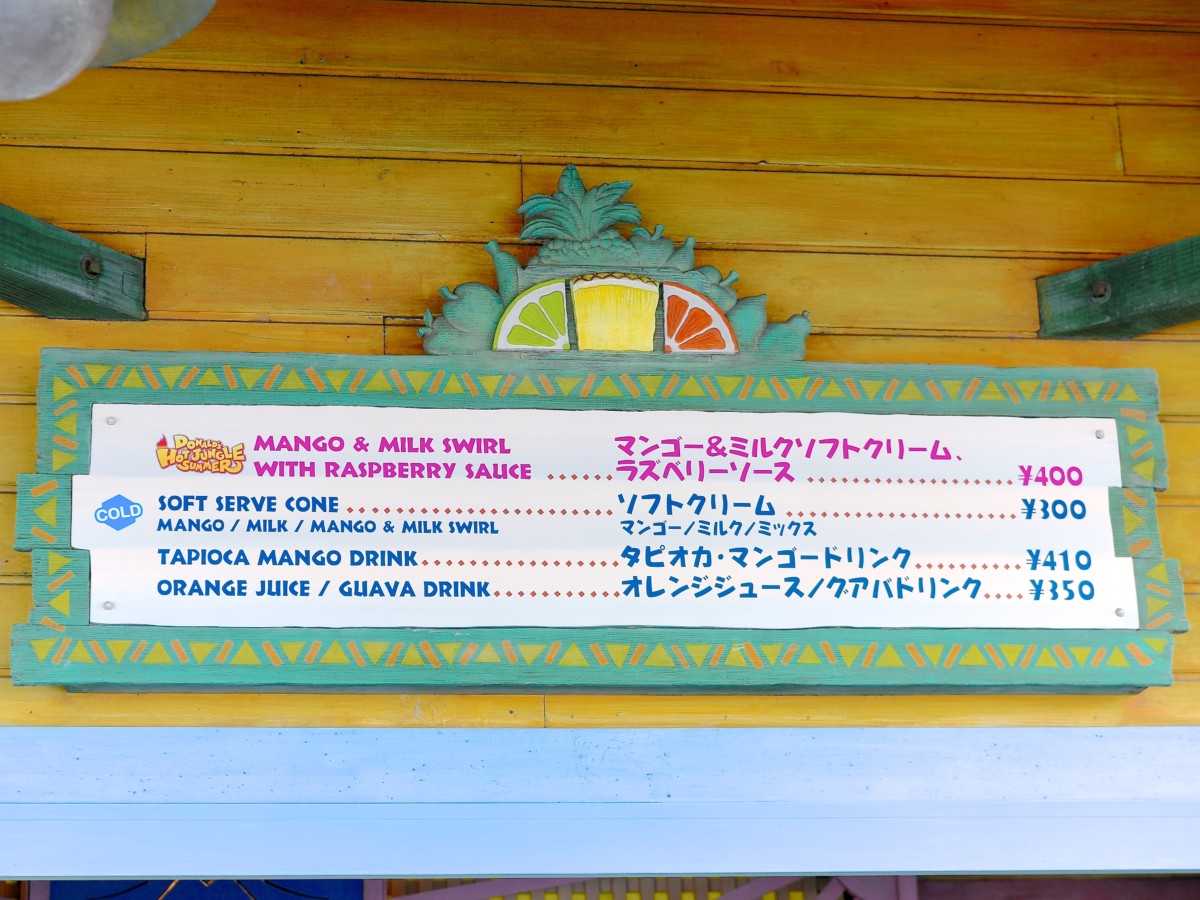 DONALD'S
HOT JUNGLE
SUMMER
MANGO & MILK SWIRL マンゴー&ミルクソフトクリーム、
WITH RASPBERRY SAUCE ...... ラズベリーソース .................... ¥400
COLD
SOFT SERVE CONE .......................... ソフトクリーム ...................... ¥300
MANGO / MILK / MANGO & MILK SWIRL マンゴー/ミルク/ミックス
TAPIOCA MANGO DRINK .................. タピオカ・マンゴードリンク .......... ¥410
ORANGE JUICE / GUAVA DRINK ............ オレンジジュース/グアバドリンク .... ¥350